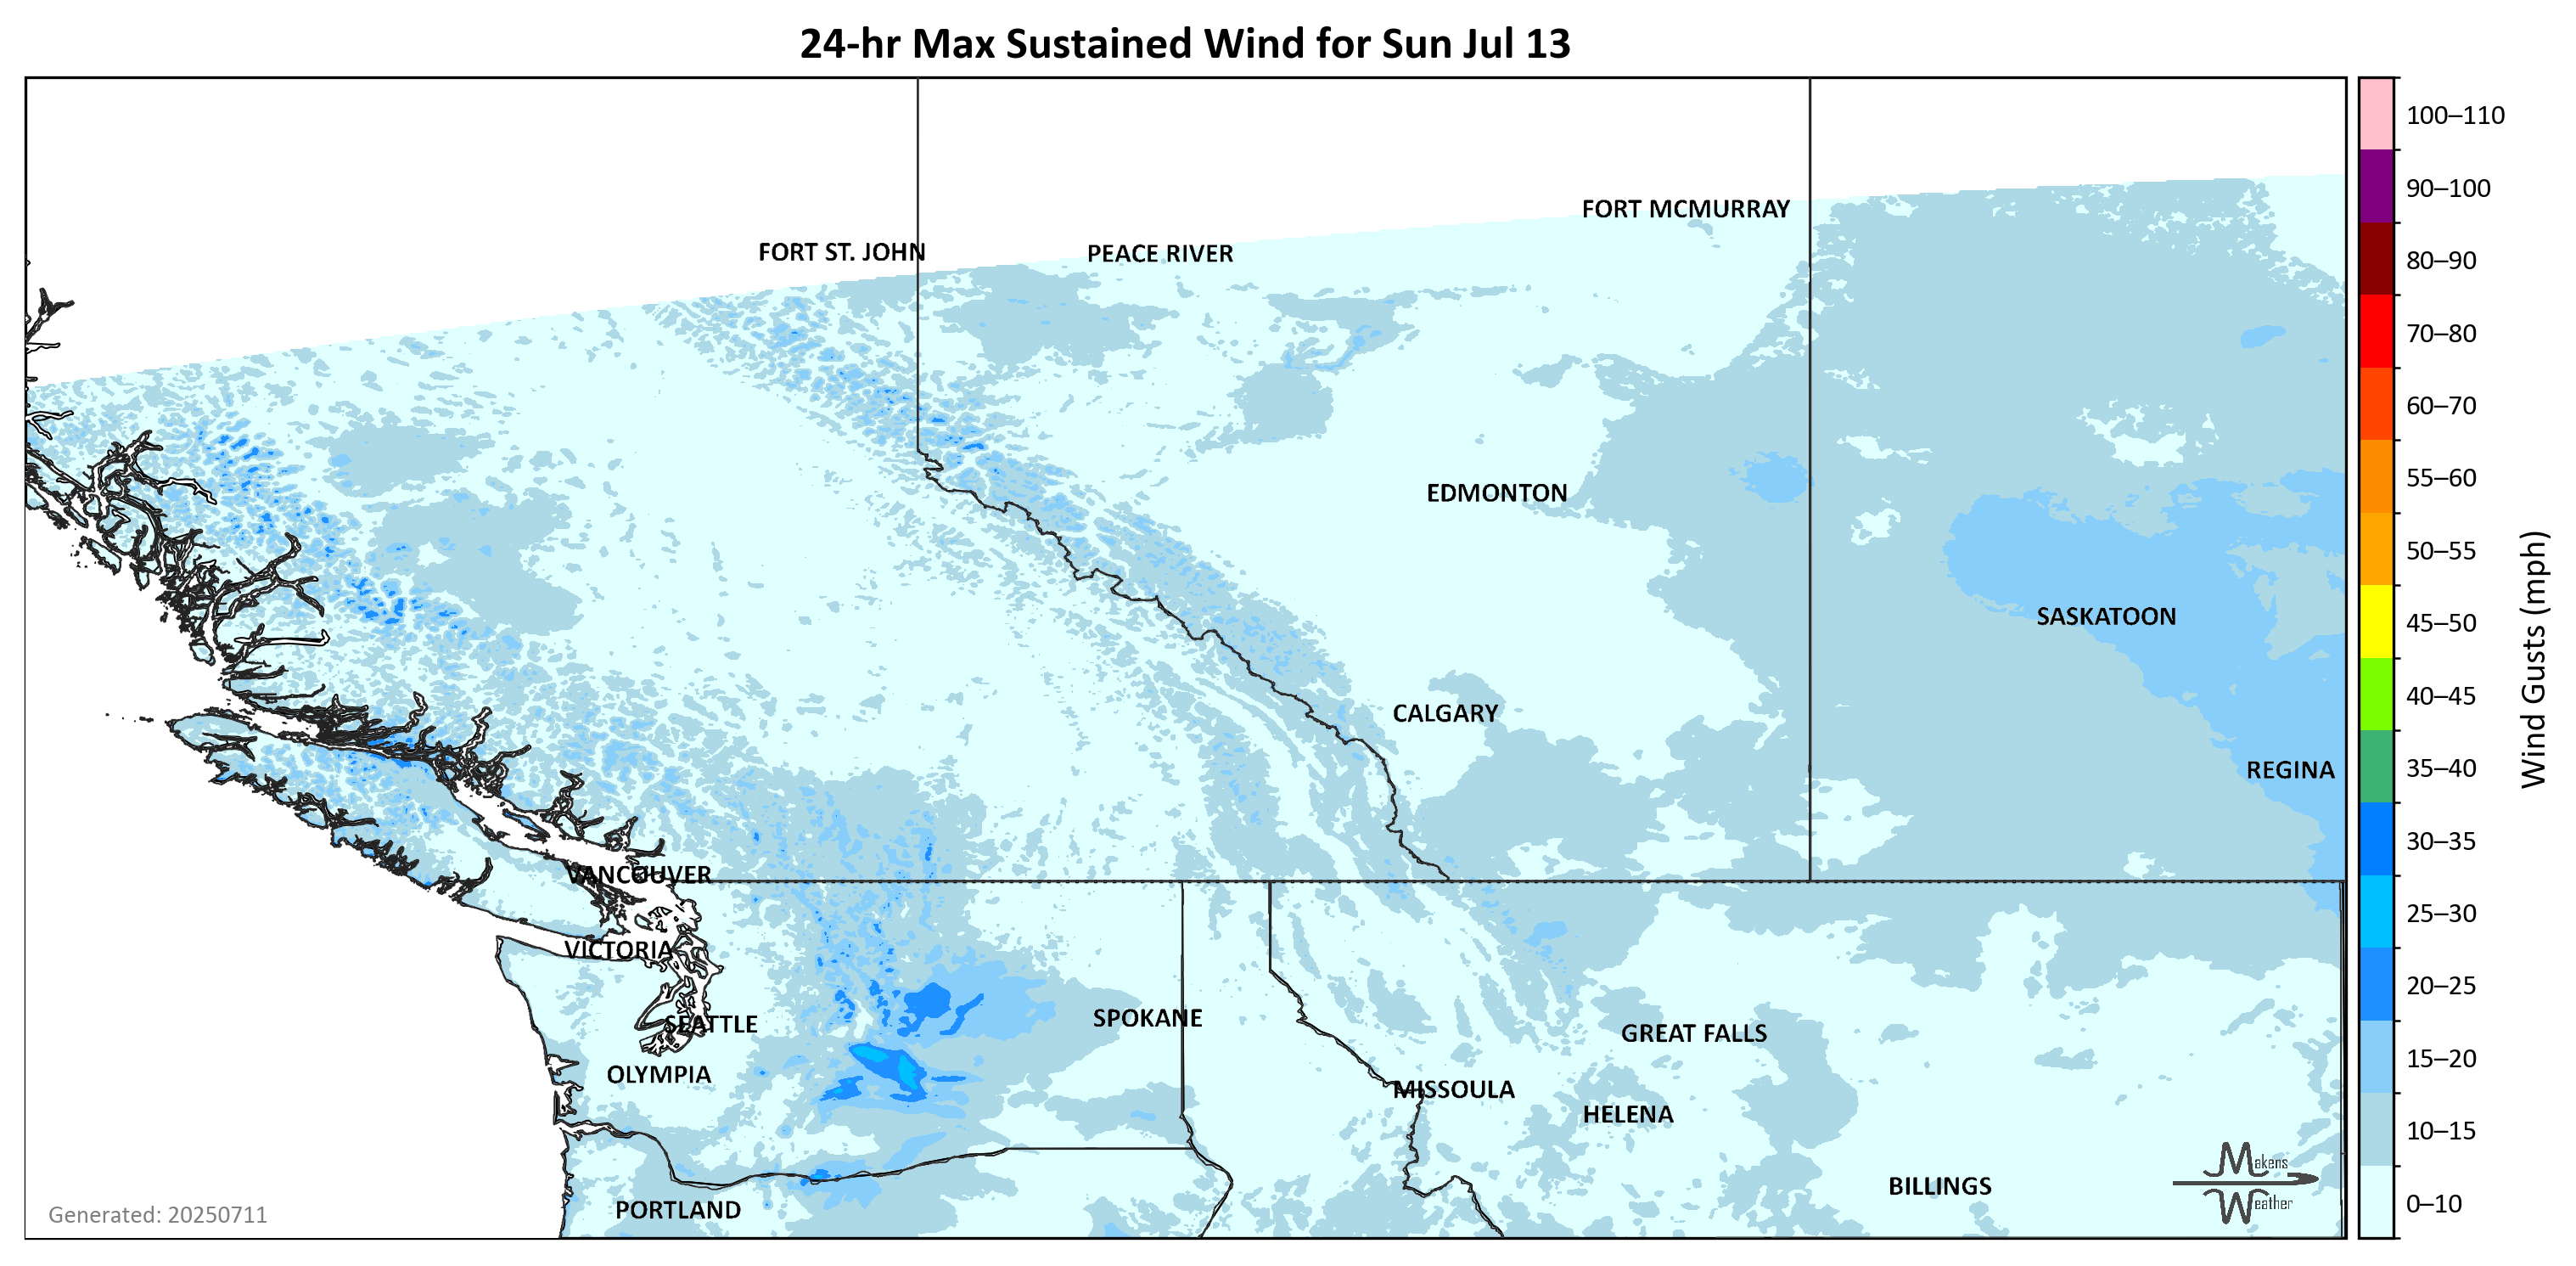 24-hr Max Sustained Wind for Sun Jul 13
100–110
90–100
80–90
70–80
60–70
55–60
50–55
45–50
40–45
35–40
30–35
25–30
20–25
15–20
10–15
0–10
Wind Gusts (mph)
FORT MCMURRAY
FORT ST. JOHN
PEACE RIVER
EDMONTON
SASKATOON
CALGARY
REGINA
VANCOUVER
VICTORIA
SEATTLE
SPOKANE
GREAT FALLS
OLYMPIA
MISSOULA
HELENA
BILLINGS
PORTLAND
Makens
Weather
Generated: 20250711